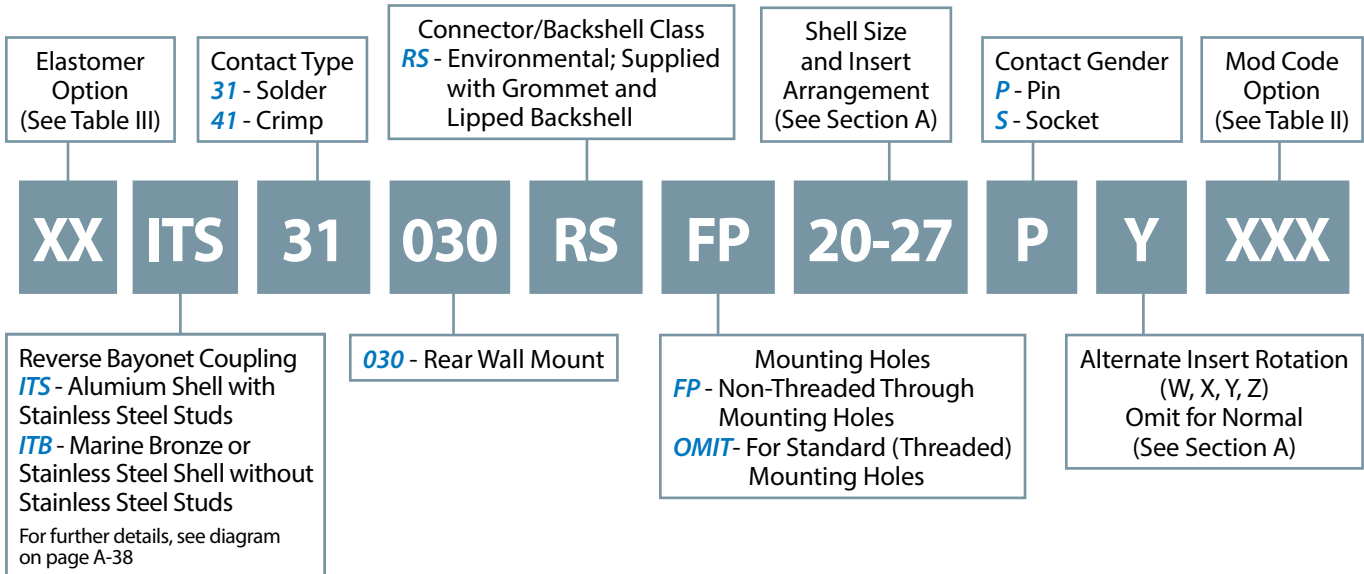 Elastomer
Option
(See Table III)
Contact Type
31 - Solder
41 - Crimp
Connector/Backshell Class
RS - Environmental; Supplied
with Grommet and
Lipped Backshell
Shell Size
and Insert
Arrangement
(See Section A)
Contact Gender
P - Pin
S - Socket
Mod Code
Option
(See Table II)
XX ITS 31 030 RS FP 20-27 P Y XXX
Reverse Bayonet Coupling
ITS - Alumium Shell with
Stainless Steel Studs
ITB - Marine Bronze or
Stainless Steel Shell without
Stainless Steel Studs
For further details, see diagram
on page A-38
030 - Rear Wall Mount
Mounting Holes
FP - Non-Threaded Through
Mounting Holes
OMIT- For Standard (Threaded)
Mounting Holes
Alternate Insert Rotation
(W, X, Y, Z)
Omit for Normal
(See Section A)